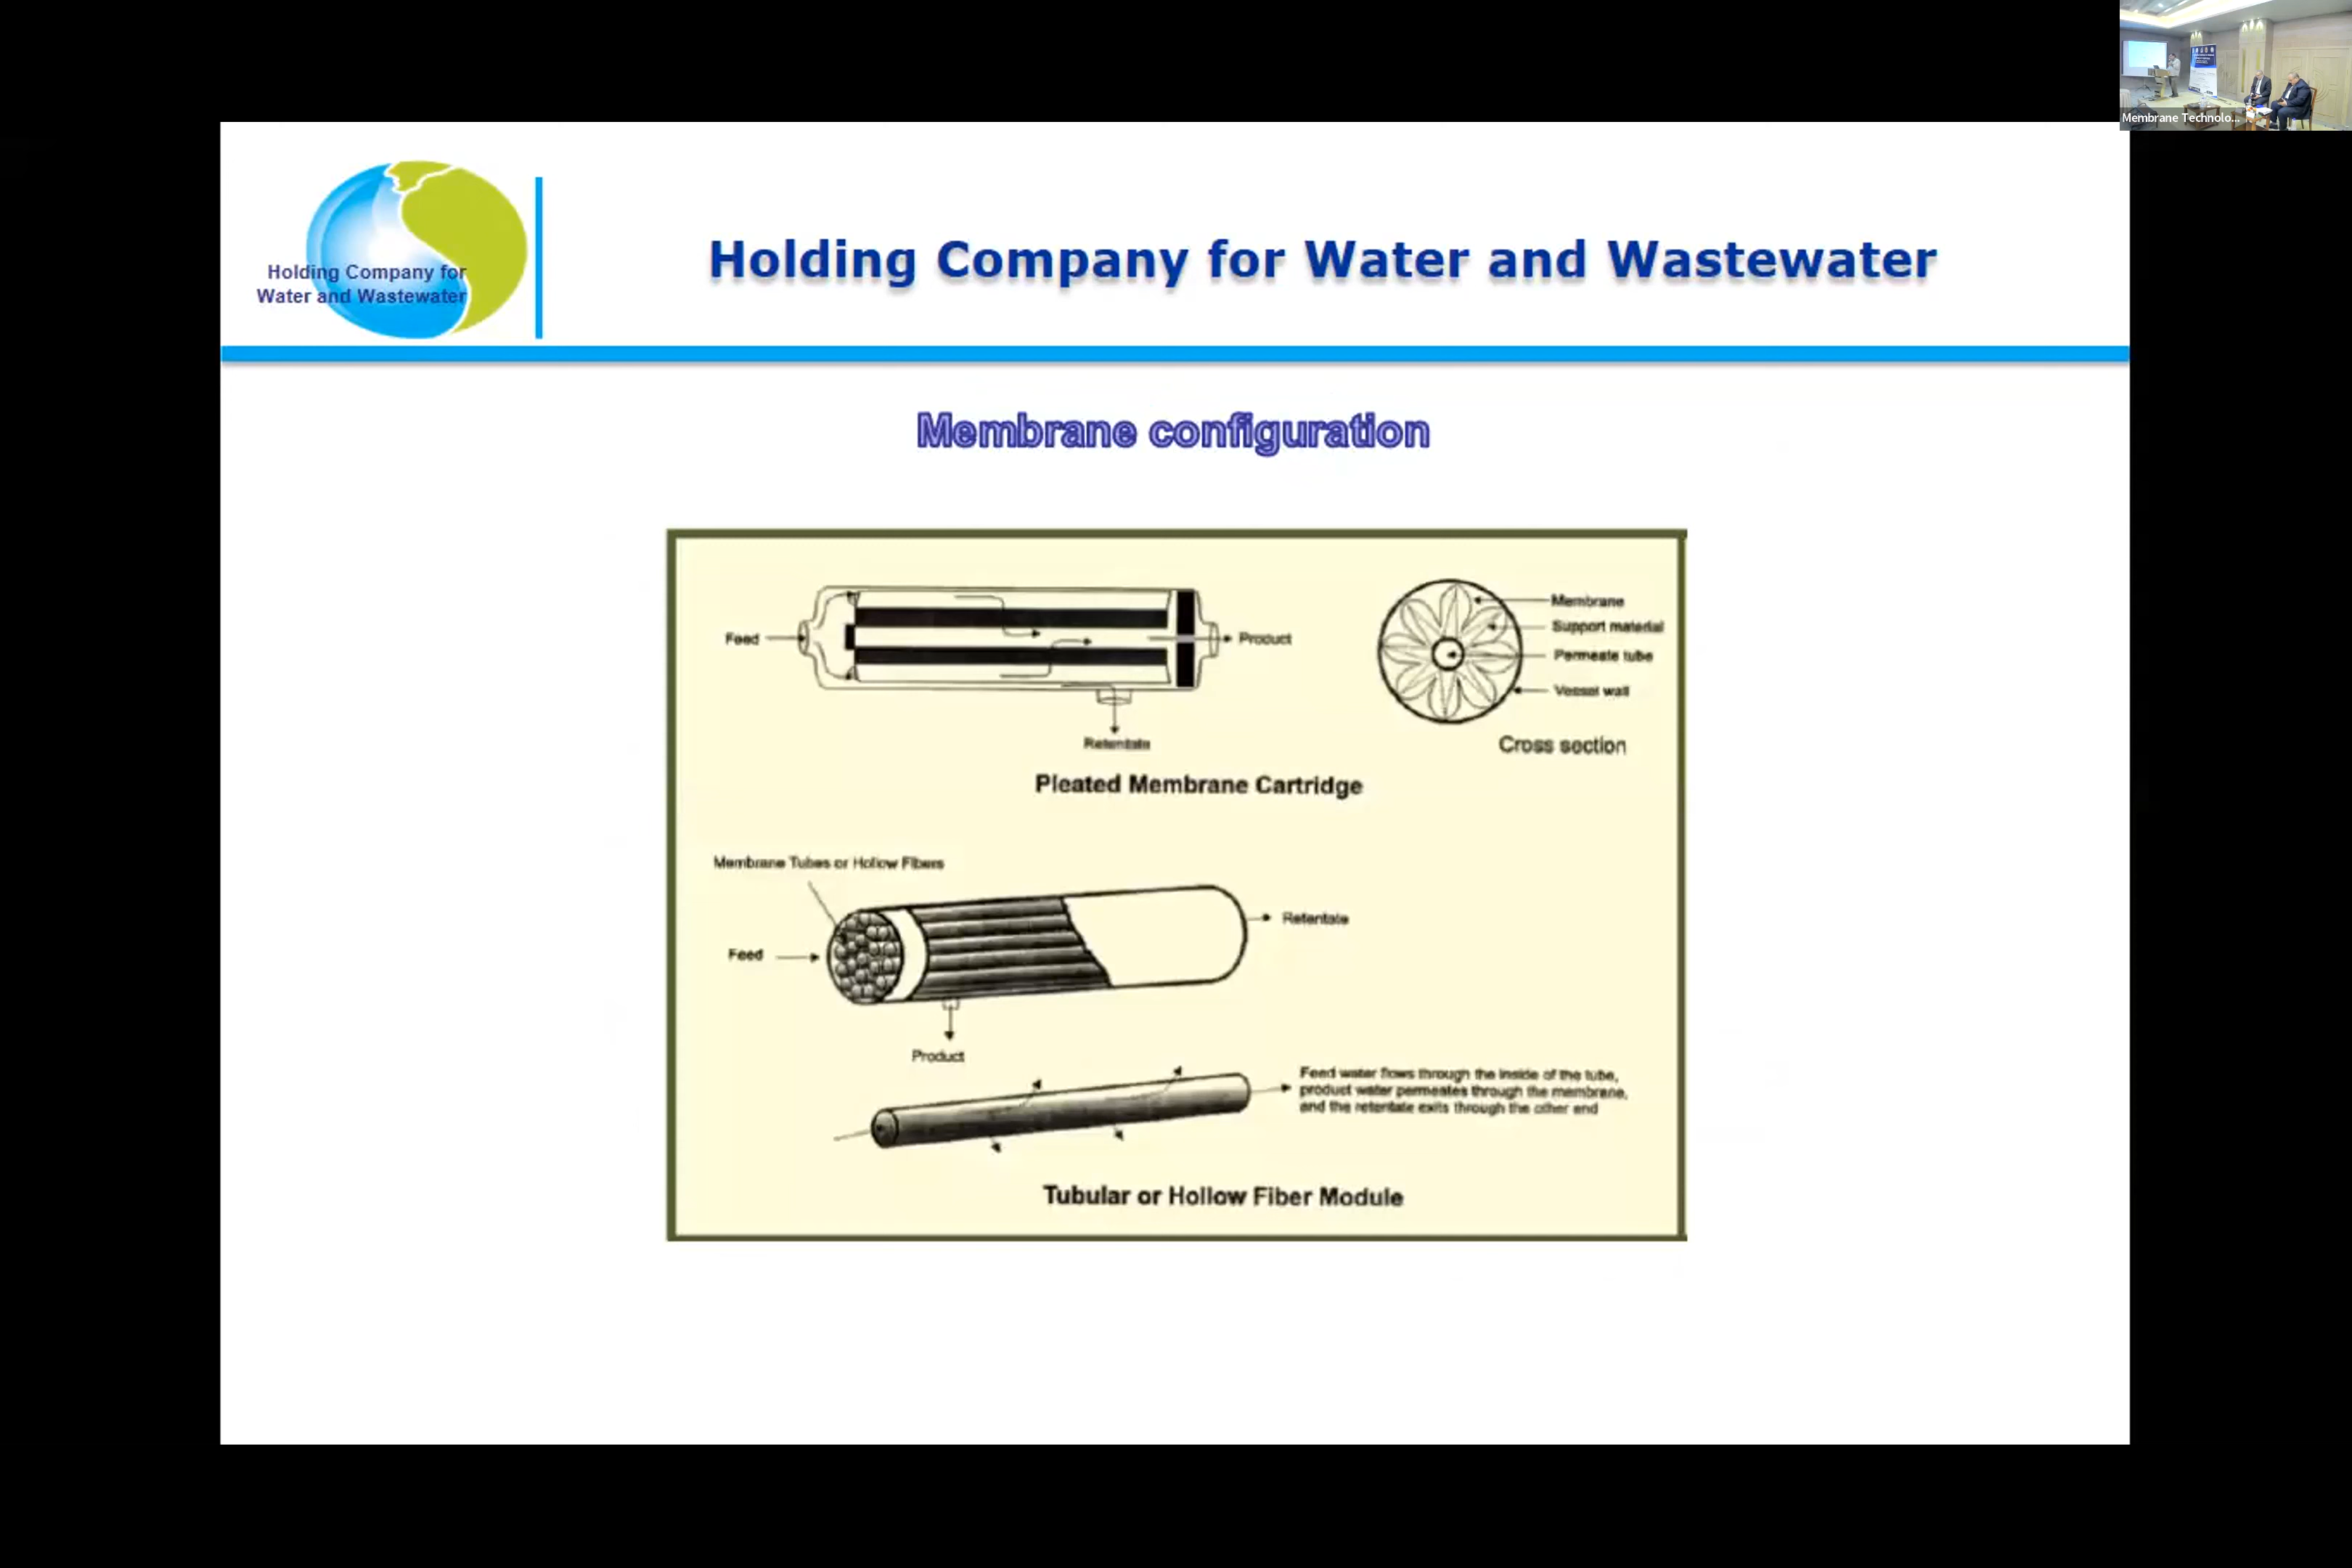 Membrane Technolo...
Holding Company for
Water and Wastewater
Holding Company for Water and Wastewater
Membrane configuration
Feed
Product
Retentate
Membrane
Support material
Permeate tube
Vessel wall
Cross section
Pleated Membrane Cartridge
Membrane Tubes or Hollow Fibers
Feed
Retentate
Product
Feed water flows through the inside of the tube,
product water permeates through the membrane,
and the retentate exits through the other end
Tubular or Hollow Fiber Module